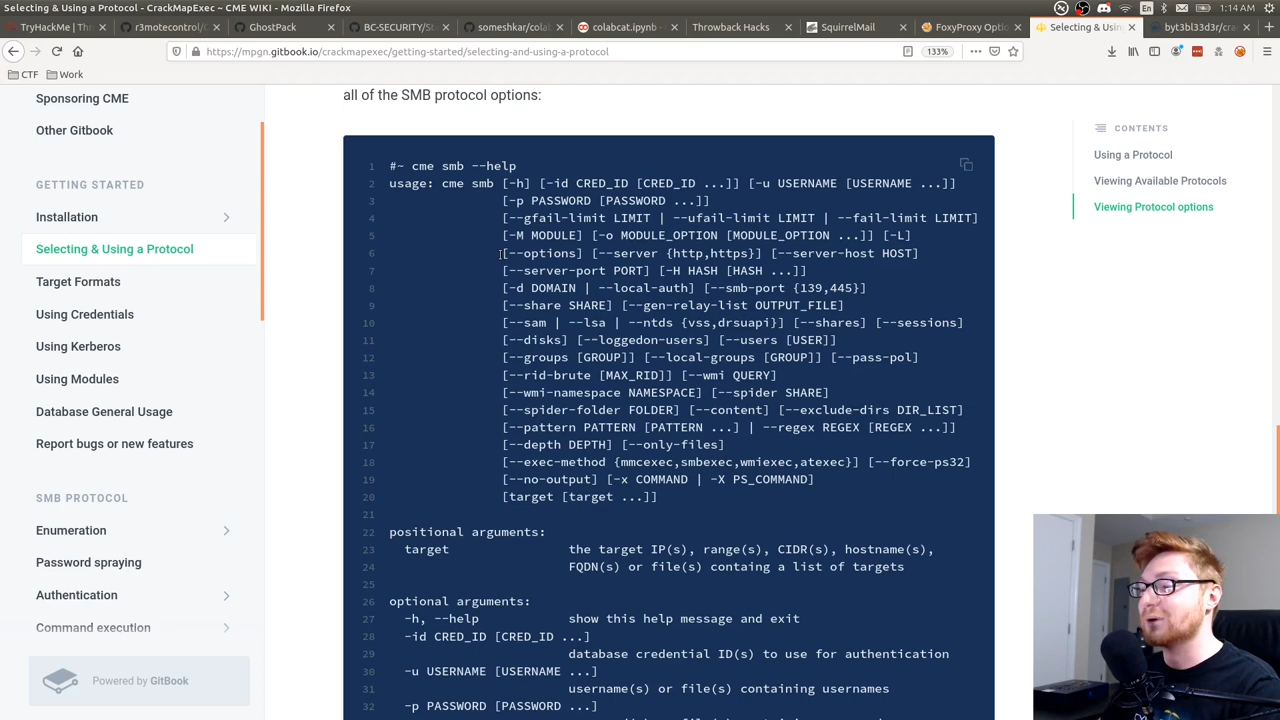 Selecting & Using a Protocol - CrackMapExec ~ CME WIKI - Mozilla Firefox
En
1:14 AM
TryHackMe | Thr
r3motecontrol/
GhostPack
BC-SECURITY/S
someshkar/colab
colabcat.ipynb -
Throwback Hacks
SquirrelMail
FoxyProxy Optio
Selecting & Usin
byt3bl33d3r/cra
https://mpgn.gitbook.io/crackmapexec/getting-started/selecting-and-using-a-protocol
133%
CTF
Work
Sponsoring CME
Other Gitbook
GETTING STARTED
Installation
Selecting & Using a Protocol
Target Formats
Using Credentials
Using Kerberos
Using Modules
Database General Usage
Report bugs or new features
SMB PROTOCOL
Enumeration
Password spraying
Authentication
Command execution
Powered by GitBook
all of the SMB protocol options:
1 #~ cme smb --help
2 usage: cme smb [-h] [-id CRED_ID [CRED_ID ...]] [-u USERNAME [USERNAME ...]]
3 [-p PASSWORD [PASSWORD ...]]
4 [--gfail-limit LIMIT | --ufail-limit LIMIT | --fail-limit LIMIT]
5 [-M MODULE] [-o MODULE_OPTION [MODULE_OPTION ...]] [-L]
6 [--options] [--server {http,https}] [--server-host HOST]
7 [--server-port PORT] [-H HASH [HASH ...]]
8 [-d DOMAIN | --local-auth] [--smb-port {139,445}]
9 [--share SHARE] [--gen-relay-list OUTPUT_FILE]
10 [--sam | --lsa | --ntds {vss,drsuapi}] [--shares] [--sessions]
11 [--disks] [--loggedon-users] [--users [USER]]
12 [--groups [GROUP]] [--local-groups [GROUP]] [--pass-pol]
13 [--rid-brute [MAX_RID]] [--wmi QUERY]
14 [--wmi-namespace NAMESPACE] [--spider SHARE]
15 [--spider-folder FOLDER] [--content] [--exclude-dirs DIR_LIST]
16 [--pattern PATTERN [PATTERN ...] | --regex REGEX [REGEX ...]]
17 [--depth DEPTH] [--only-files]
18 [--exec-method {mmcexec,smbexec,wmiexec,atexec}] [--force-ps32]
19 [--no-output] [-x COMMAND | -X PS_COMMAND]
20 [target [target ...]]
21
22 positional arguments:
23 target the target IP(s), range(s), CIDR(s), hostname(s),
24 FQDN(s) or file(s) containg a list of targets
25
26 optional arguments:
27 -h, --help show this help message and exit
28 -id CRED_ID [CRED_ID ...]
29 database credential ID(s) to use for authentication
30 -u USERNAME [USERNAME ...]
31 username(s) or file(s) containing usernames
32 -p PASSWORD [PASSWORD ...]
CONTENTS
Using a Protocol
Viewing Available Protocols
Viewing Protocol options